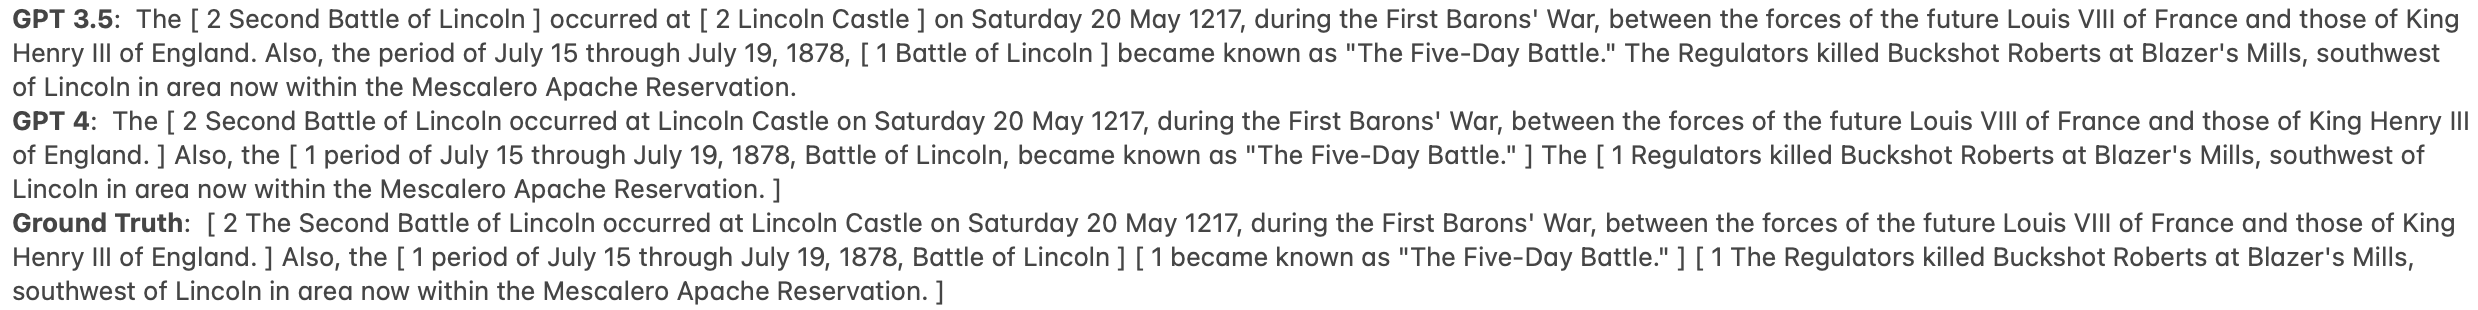 GPT 3.5:  The [ 2 Second Battle of Lincoln ] occurred at [ 2 Lincoln Castle ] on Saturday 20 May 1217, during the First Barons' War, between the forces of the future Louis VIII of France and those of King
Henry III of England. Also, the period of July 15 through July 19, 1878, [ 1 Battle of Lincoln ] became known as "The Five-Day Battle." The Regulators killed Buckshot Roberts at Blazer's Mills, southwest
of Lincoln in area now within the Mescalero Apache Reservation.
GPT 4:  The [ 2 Second Battle of Lincoln occurred at Lincoln Castle on Saturday 20 May 1217, during the First Barons' War, between the forces of the future Louis VIII of France and those of King Henry III
of England. ] Also, the [ 1 period of July 15 through July 19, 1878, Battle of Lincoln, became known as "The Five-Day Battle." ] The [ 1 Regulators killed Buckshot Roberts at Blazer's Mills, southwest of
Lincoln in area now within the Mescalero Apache Reservation. ]
Ground Truth:  [ 2 The Second Battle of Lincoln occurred at Lincoln Castle on Saturday 20 May 1217, during the First Barons' War, between the forces of the future Louis VIII of France and those of King
Henry III of England. ] Also, the [ 1 period of July 15 through July 19, 1878, Battle of Lincoln ] [ 1 became known as "The Five-Day Battle." ] [ 1 The Regulators killed Buckshot Roberts at Blazer's Mills,
southwest of Lincoln in area now within the Mescalero Apache Reservation. ]